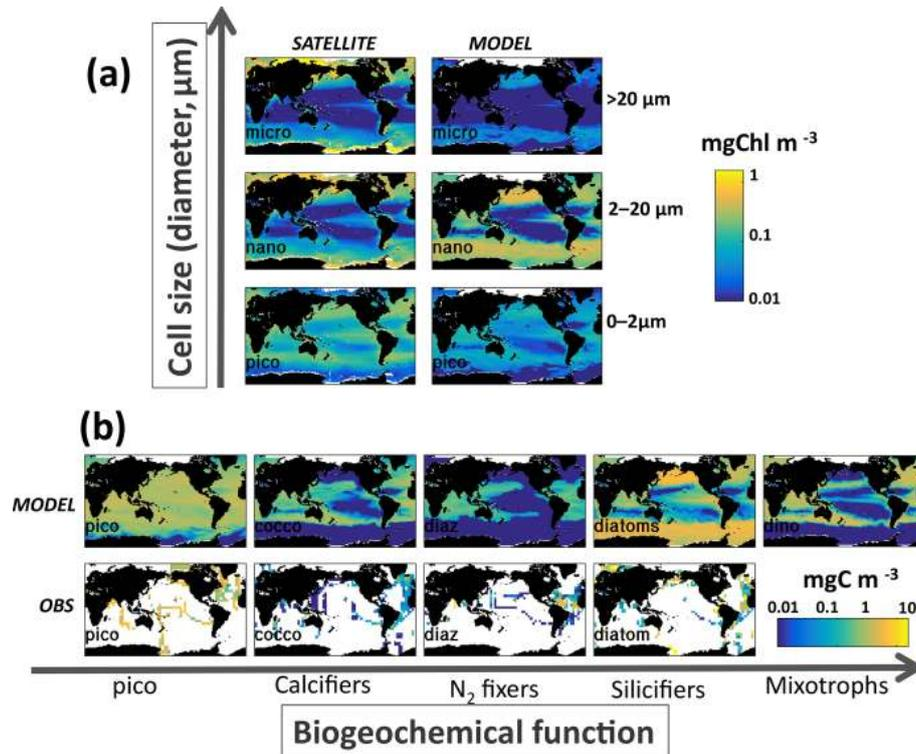 (a)
Cell size (diameter, μm)
SATELLITE MODEL
micro micro >20 μm
nano nano 2–20 μm
pico pico 0–2μm
mgChl m -3
1
0.1
0.01
(b)
MODEL
pico cocco diaz diatoms dino
OBS
pico cocco diaz diatom
mgC m -3
0.01 0.1 1 10
pico Calcifiers N2 fixers Silicifiers Mixotrophs
Biogeochemical function